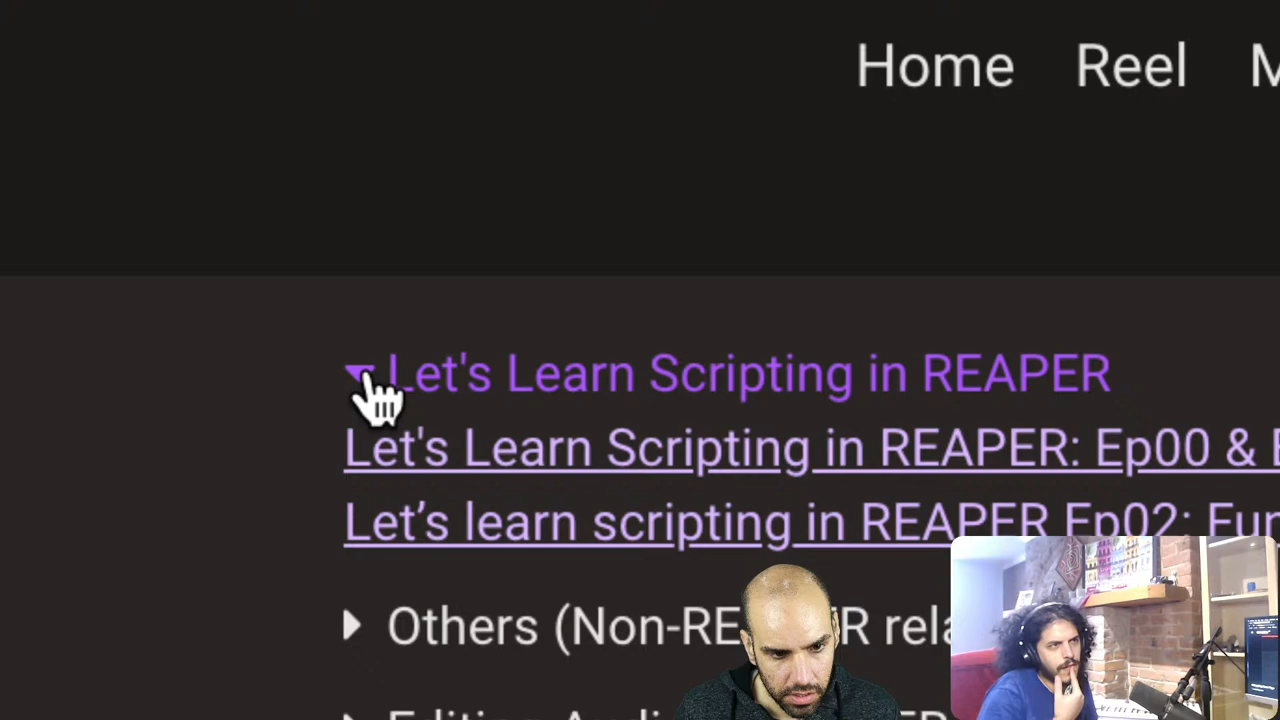 Home Reel
Let's Learn Scripting in REAPER
Let's Learn Scripting in REAPER: Ep00 &
Let’s learn scripting in REAPER Ep02:
Others (Non-